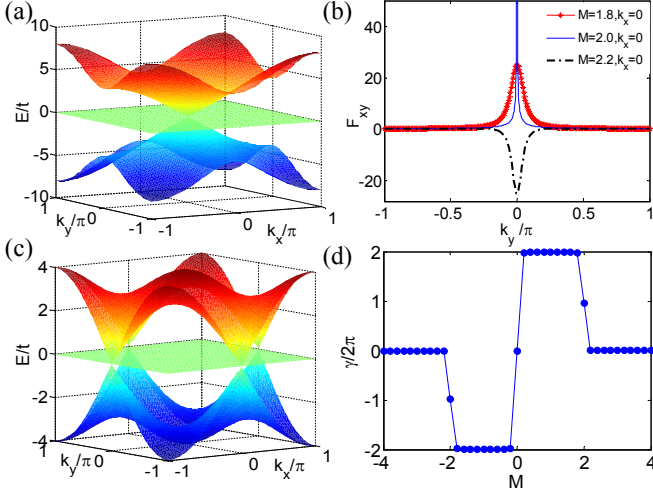 (a)
10
5
0
-5
-10
E/t
1
0
-1
k_y/π
-1
0
1
k_x/π
(b)
M=1.8,k_x=0
M=2.0,k_x=0
M=2.2,k_x=0
40
20
0
-20
F_xy
-1
-0.5
0
0.5
1
k_y/π
(c)
4
2
0
-2
-4
E/t
1
0
-1
k_y/π
-1
0
1
k_x/π
(d)
2
1
0
-1
-2
γ/2π
-4
-2
0
2
4
M